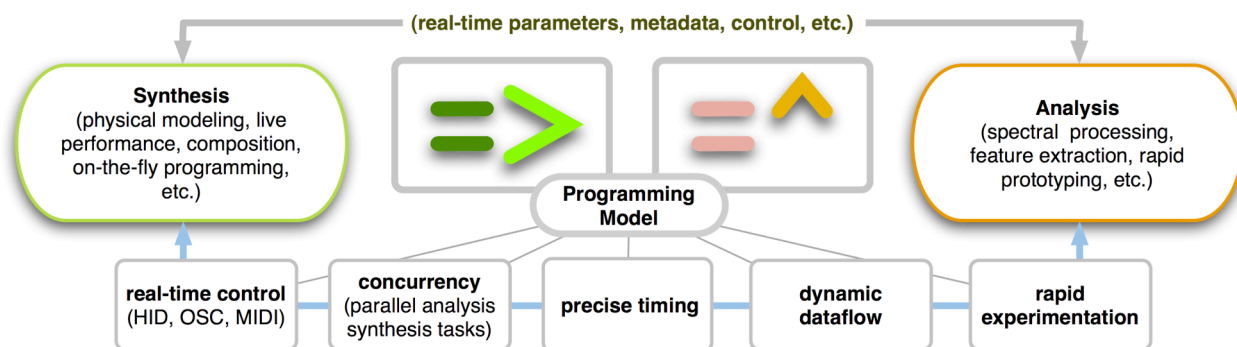 (real-time parameters, metadata, control, etc.)
Synthesis
(physical modeling, live
performance, composition,
on-the-fly programming,
etc.)
=>
=^
Analysis
(spectral processing,
feature extraction, rapid
prototyping, etc.)
Programming
Model
real-time control
(HID, OSC, MIDI)
concurrency
(parallel analysis
synthesis tasks)
precise timing
dynamic
dataflow
rapid
experimentation